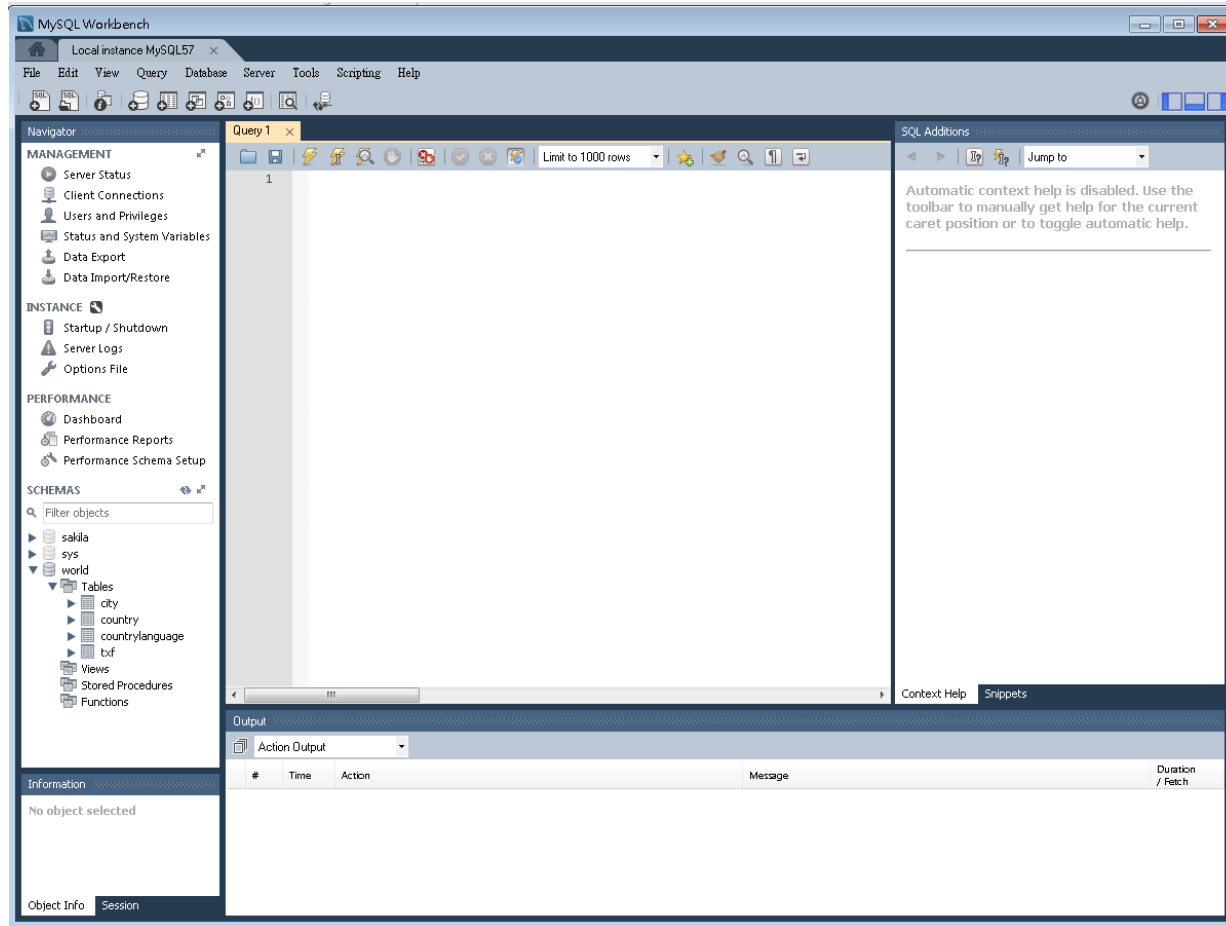 MySQL Workbench
Local instance MySQL57
File Edit View Query Database Server Tools Scripting Help
Navigator
MANAGEMENT
Server Status
Client Connections
Users and Privileges
Status and System Variables
Data Export
Data Import/Restore
INSTANCE
Startup / Shutdown
Server Logs
Options File
PERFORMANCE
Dashboard
Performance Reports
Performance Schema Setup
SCHEMAS
Filter objects
sakila
sys
world
Tables
city
country
countrylanguage
txf
Views
Stored Procedures
Functions
Information
No object selected
Object Info Session
Query 1
Limit to 1000 rows
1
SQL Additions
Jump to
Automatic context help is disabled. Use the
toolbar to manually get help for the current
caret position or to toggle automatic help.
Context Help Snippets
Output
Action Output
# Time Action Message Duration
/ Fetch